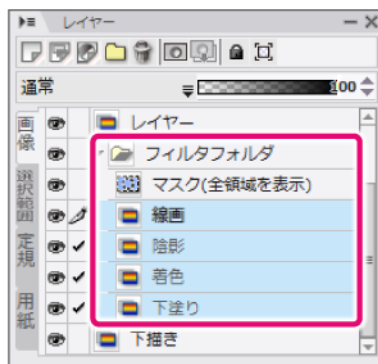 レイヤー
通常
100
画像
選択範囲
定規
用紙
レイヤー
フィルタフォルダ
マスク(全領域を表示)
線画
陰影
着色
下塗り
下描き